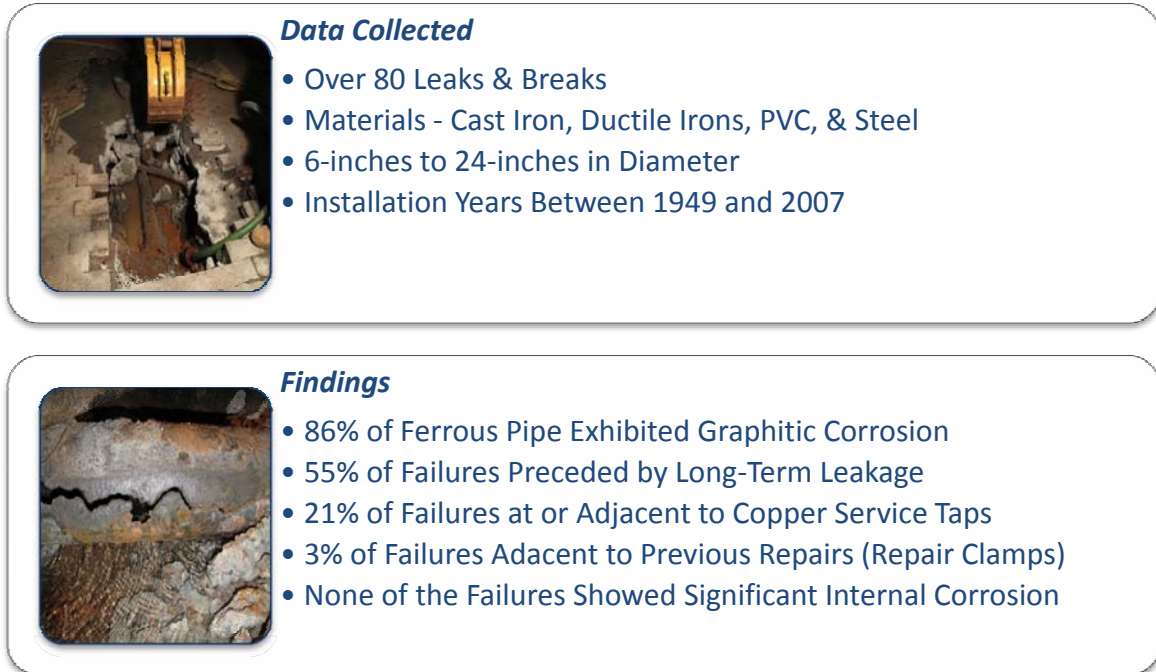 Data Collected
• Over 80 Leaks & Breaks
• Materials - Cast Iron, Ductile Irons, PVC, & Steel
• 6-inches to 24-inches in Diameter
• Installation Years Between 1949 and 2007
Findings
• 86% of Ferrous Pipe Exhibited Graphitic Corrosion
• 55% of Failures Preceded by Long-Term Leakage
• 21% of Failures at or Adjacent to Copper Service Taps
• 3% of Failures Adacent to Previous Repairs (Repair Clamps)
• None of the Failures Showed Significant Internal Corrosion